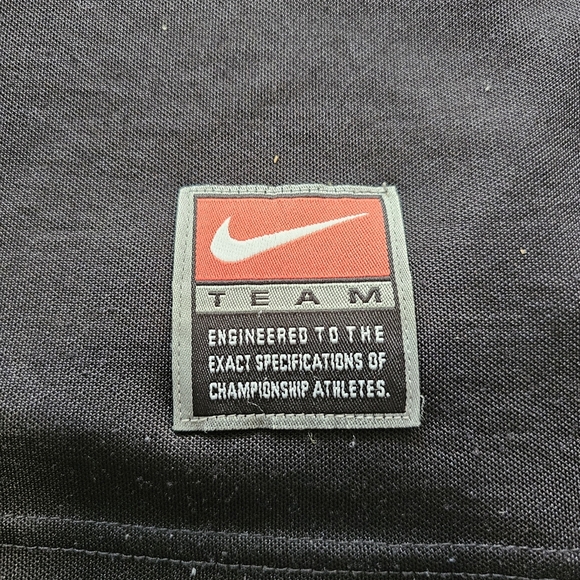 TEAM
ENGINEERED TO THE
EXACT SPECIFICATIONS OF
CHAMPIONSHIP ATHLETES.